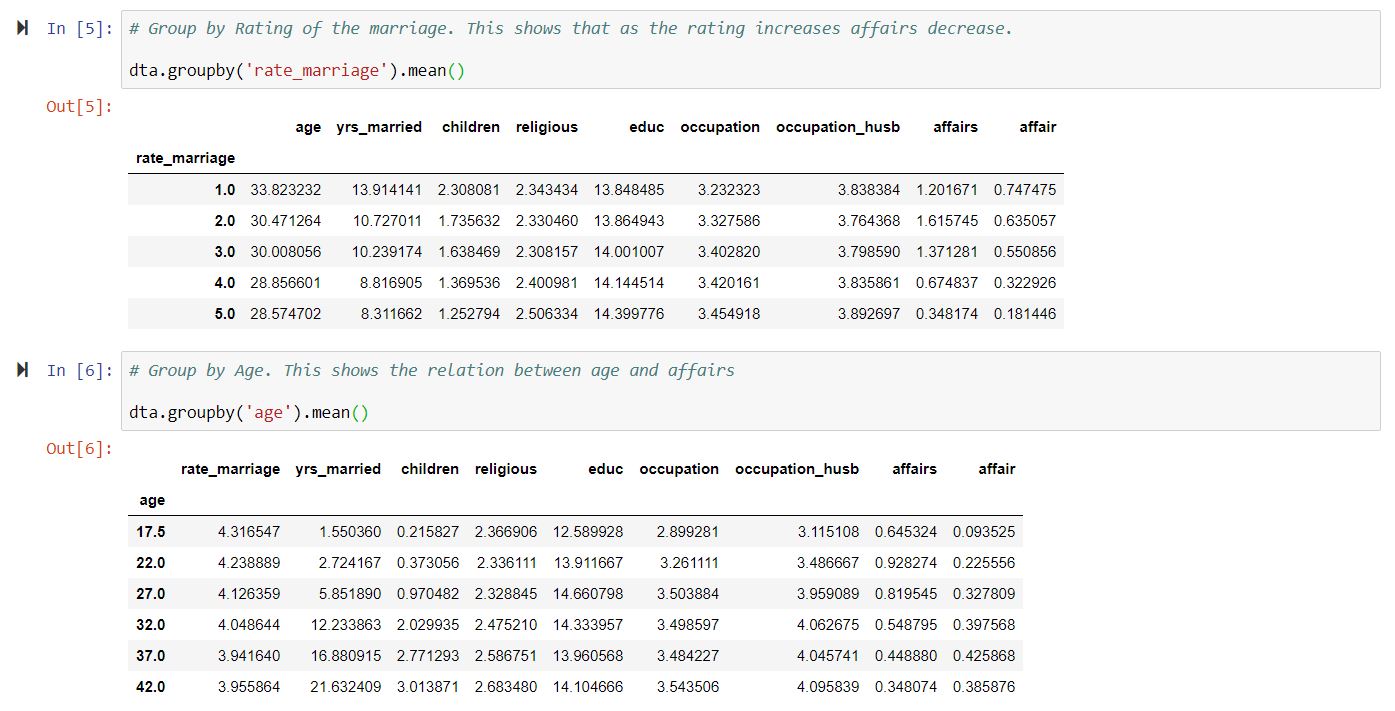 In [5]: # Group by Rating of the marriage. This shows that as the rating increases affairs decrease.
dta.groupby('rate_marriage').mean()
Out[5]:
age yrs_married children religious educ occupation occupation_husb affairs affair
rate_marriage
1.0 33.823232 13.914141 2.308081 2.343434 13.848485 3.232323 3.838384 1.201671 0.747475
2.0 30.471264 10.727011 1.735632 2.330460 13.864943 3.327586 3.764368 1.615745 0.635057
3.0 30.008056 10.239174 1.638469 2.308157 14.001007 3.402820 3.798590 1.371281 0.550856
4.0 28.856601 8.816905 1.369536 2.400981 14.144514 3.420161 3.835861 0.674837 0.322926
5.0 28.574702 8.311662 1.252794 2.506334 14.399776 3.454918 3.892697 0.348174 0.181446
In [6]: # Group by Age. This shows the relation between age and affairs
dta.groupby('age').mean()
Out[6]:
rate_marriage yrs_married children religious educ occupation occupation_husb affairs affair
age
17.5 4.316547 1.550360 0.215827 2.366906 12.589928 2.899281 3.115108 0.645324 0.093525
22.0 4.238889 2.724167 0.373056 2.336111 13.911667 3.261111 3.486667 0.928274 0.225556
27.0 4.126359 5.851890 0.970482 2.328845 14.660798 3.503884 3.959089 0.819545 0.327809
32.0 4.048644 12.233863 2.029935 2.475210 14.333957 3.498597 4.062675 0.548795 0.397568
37.0 3.941640 16.880915 2.771293 2.586751 13.960568 3.484227 4.045741 0.448880 0.425868
42.0 3.955864 21.632409 3.013871 2.683480 14.104666 3.543506 4.095839 0.348074 0.385876